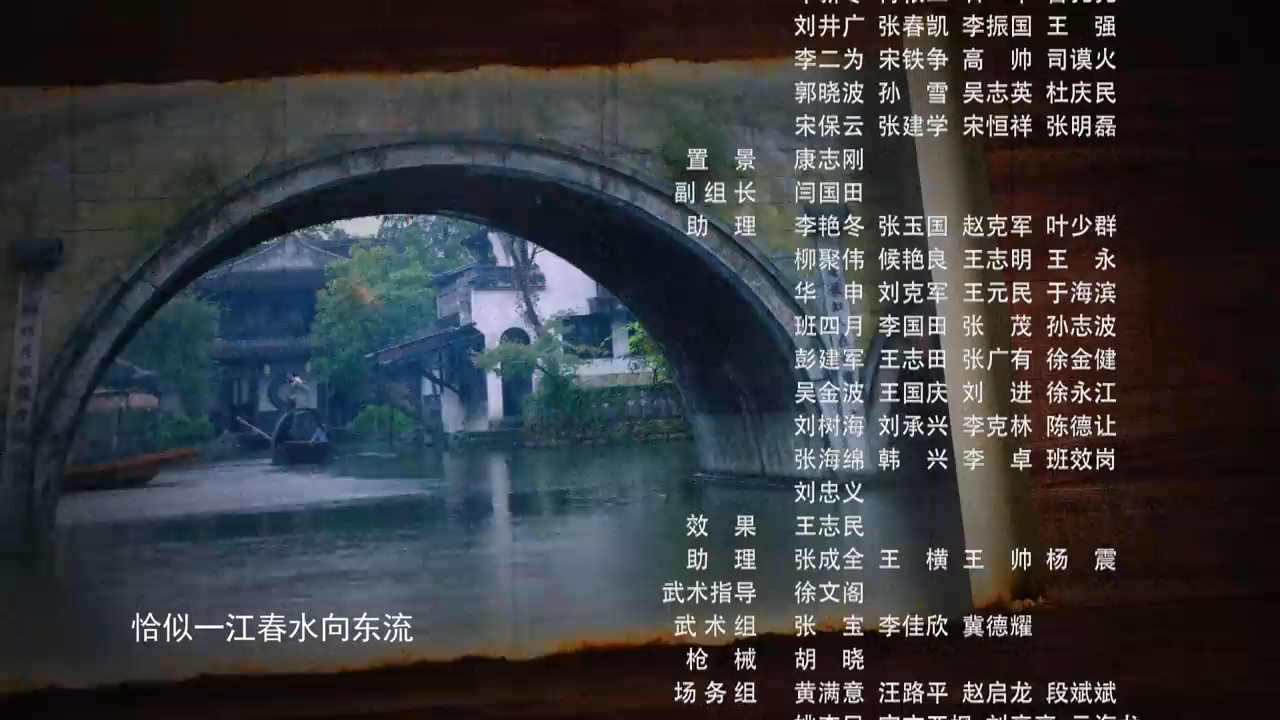 刘井广 张春凯 李振国 王 强
李二为 宋铁争 高 帅 司谟火
郭晓波 孙 雪 吴志英 杜庆民
宋保云 张建学 宋恒祥 张明磊
置 景 康志刚
副组长 闫国田
助 理 李艳冬 张玉国 赵克军 叶少群
柳聚伟 候艳良 王志明 王 永
华 申 刘克军 王元民 于海滨
班四月 李国田 张 茂 孙志波
彭建军 王志田 张广有 徐金健
吴金波 王国庆 刘 进 徐永江
刘树海 刘承兴 李克林 陈德让
张海绵 韩 兴 李 卓 班效岗
刘忠义
效 果 王志民
助 理 张成全 王 横 王 帅 杨 震
武术指导 徐文阁
武术组 张 宝 李佳欣 冀德耀
枪 械 胡 晓
场务组 黄满意 汪路平 赵启龙 段斌斌
恰似一江春水向东流